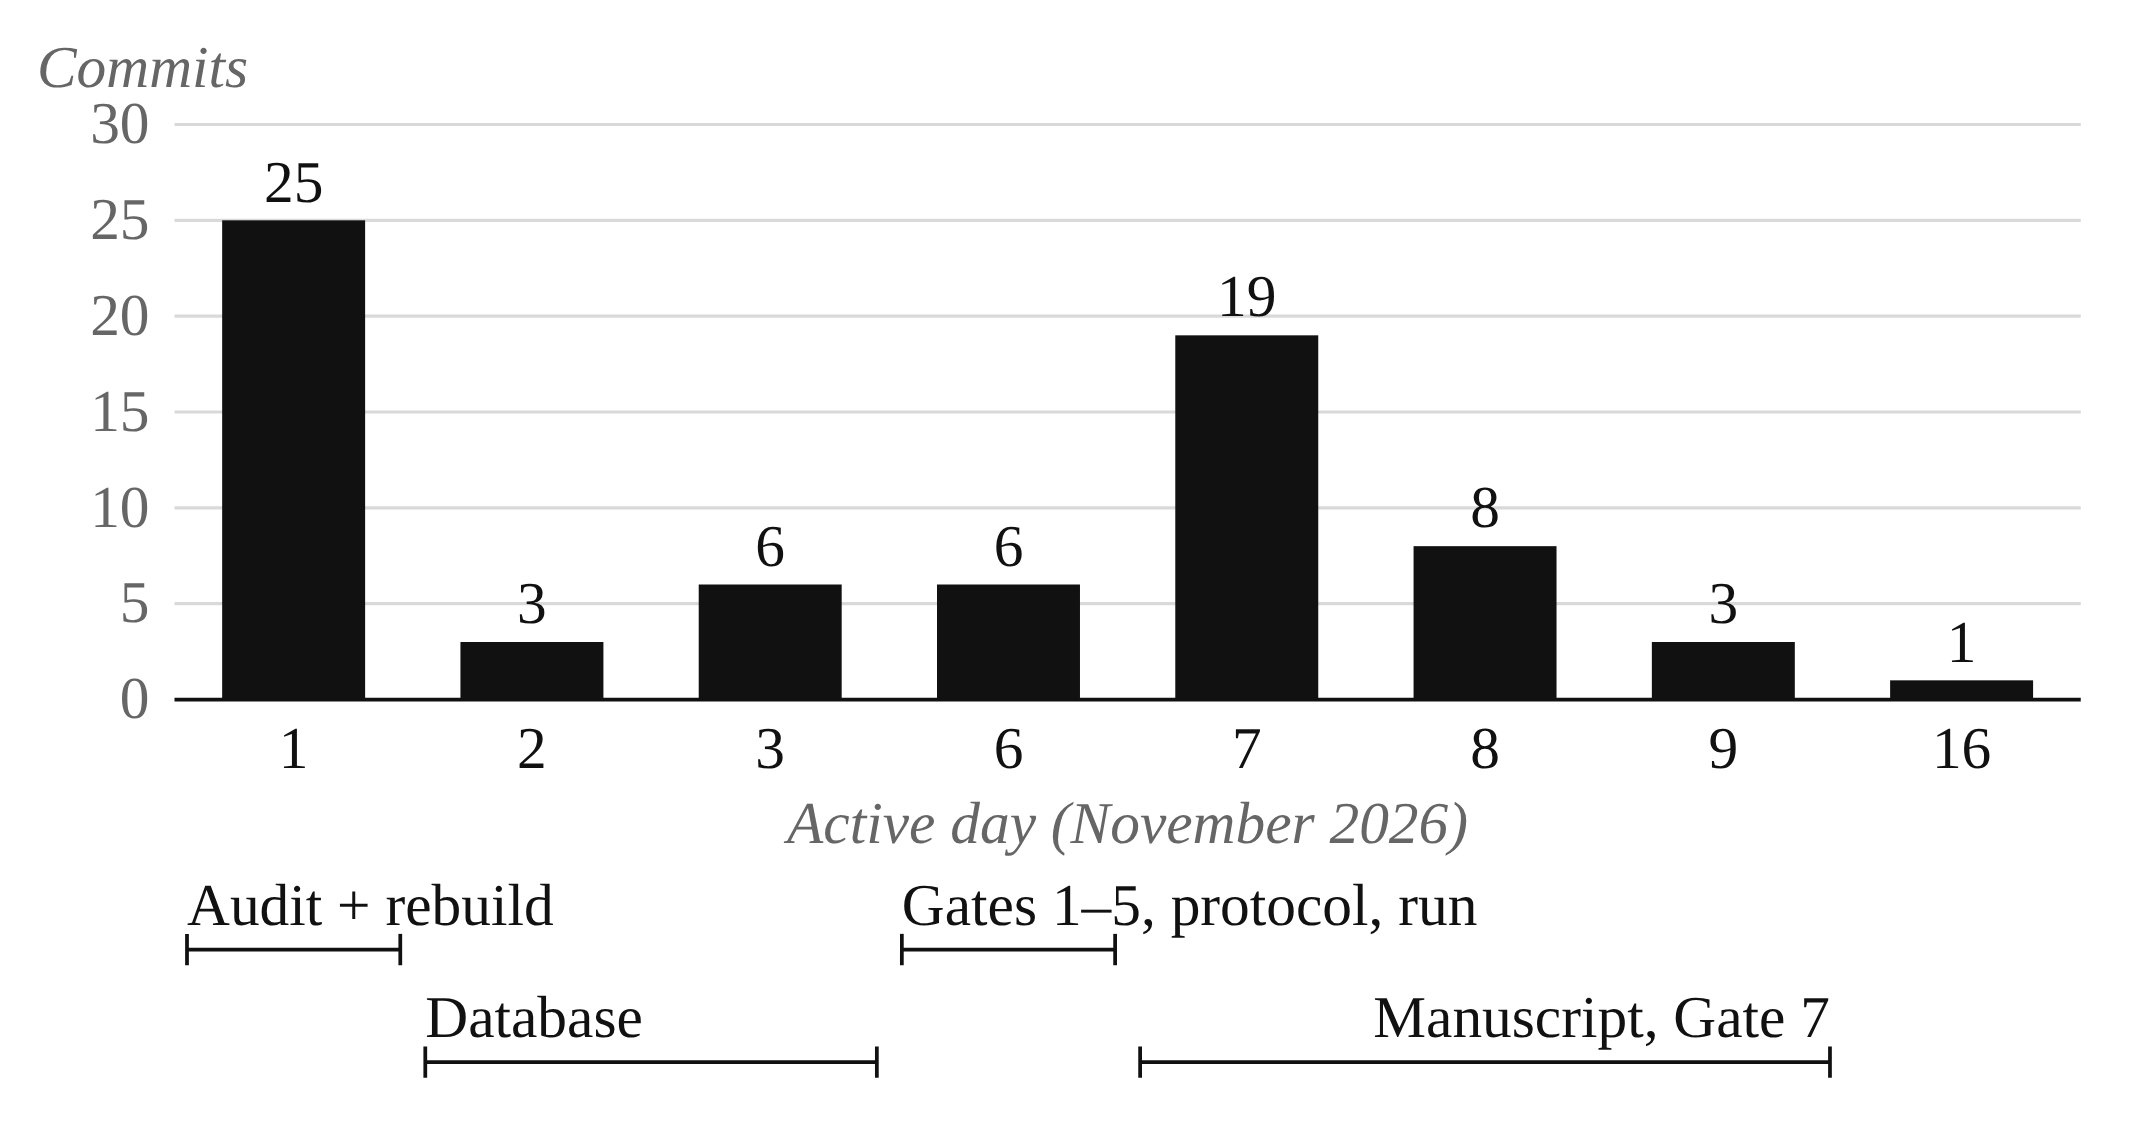 Commits
30
25
25
20
19
15
10
8
6
6
5
3
3
1
0
1 2 3 6 7 8 9 16
Active day (November 2026)
Audit + rebuild
Gates 1–5, protocol, run
Database
Manuscript, Gate 7